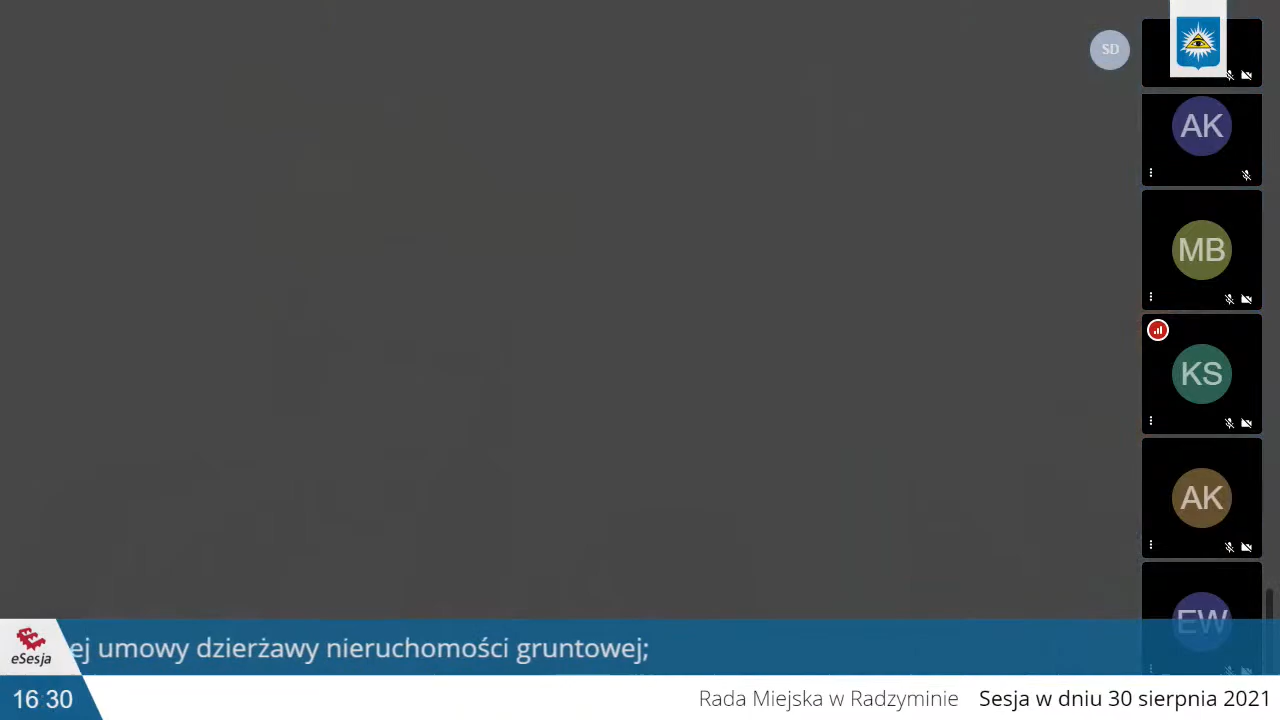 SD
AK
MB
KS
AK
EW
ej umowy dzierżawy nieruchomości gruntowej;
eSesja
16 30
Rada Miejska w Radzyminie Sesja w dniu 30 sierpnia 2021